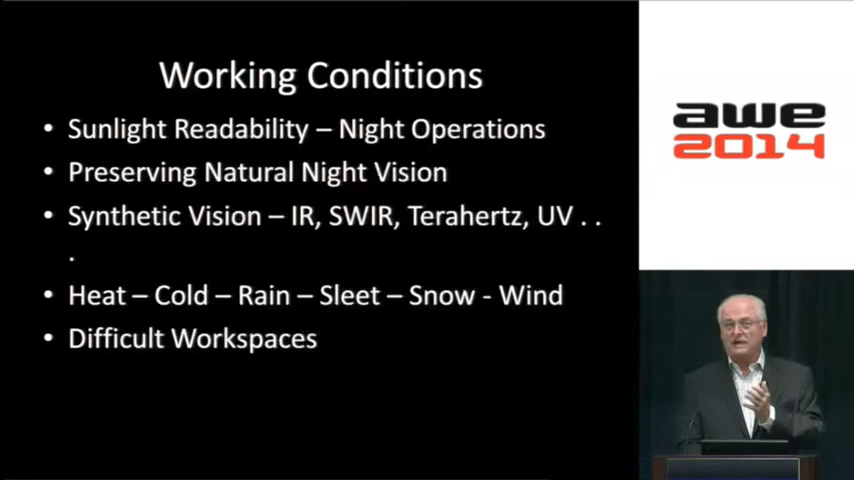 Working Conditions
• Sunlight Readability – Night Operations
• Preserving Natural Night Vision
• Synthetic Vision – IR, SWIR, Terahertz, UV . .
.
• Heat – Cold – Rain – Sleet – Snow - Wind
• Difficult Workspaces
awe
2014